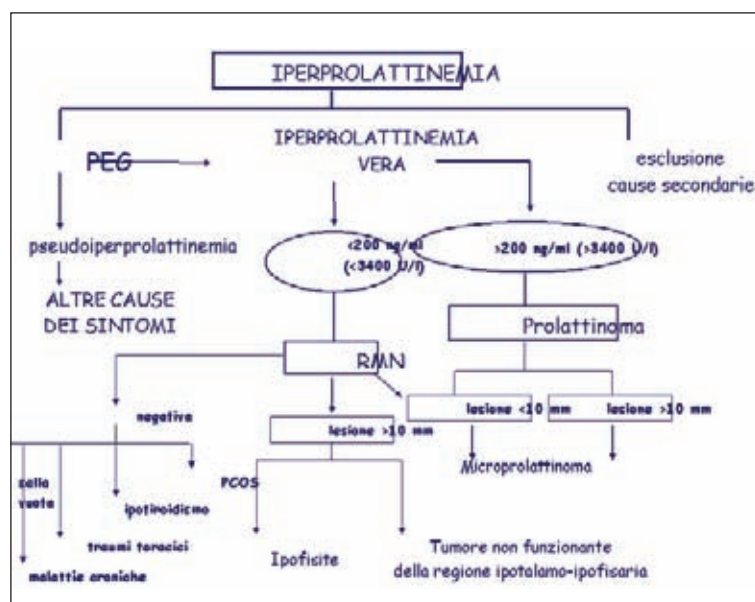 IPERPROLATTINEMIA
PEG
IPERPROLATTINEMIA
VERA
esclusione
cause secondarie
pseudoiperprolattinemia
<200 ng/ml
(<3400 U/l)
>200 ng/ml (>3400 U/l)
ALTRE CAUSE
DEI SINTOMI
Prolattinoma
RMN
negativa
lesione >10 mm
lesione <10 mm
lesione >10 mm
sella
vuota
ipotiroidismo
PCOS
Microprolattinoma
traumi toracici
malattie croniche
Ipofisite
Tumore non funzionante
della regione ipotalamo-ipofisaria